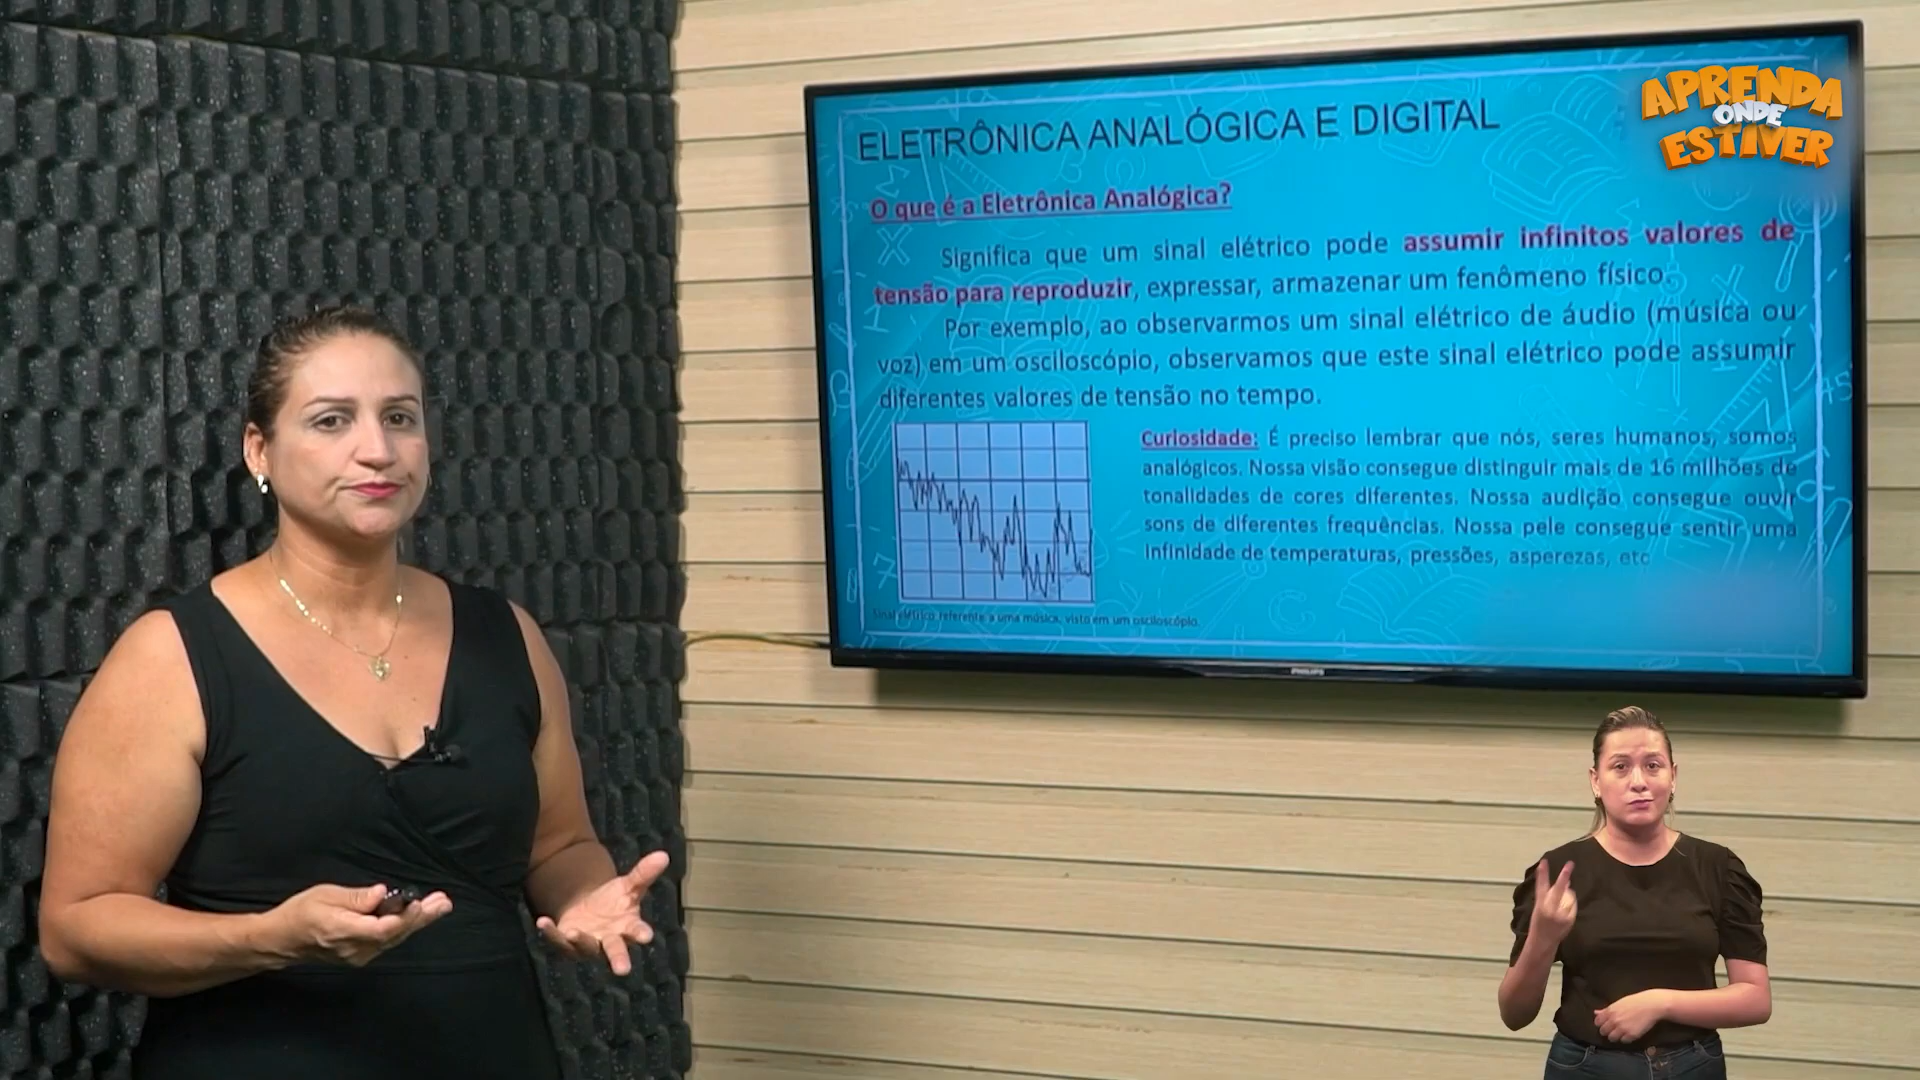 APRENDA
ONDE
ESTIVER
ELETRÔNICA ANALÓGICA E DIGITAL
O que é a Eletrônica Analógica?
Significa que um sinal elétrico pode assumir infinitos valores de
tensão para reproduzir, expressar, armazenar um fenômeno físico.
Por exemplo, ao observarmos um sinal elétrico de áudio (música ou
voz) em um osciloscópio, observamos que este sinal elétrico pode assumir
diferentes valores de tensão no tempo.
Curiosidade: É preciso lembrar que nós, seres humanos, somos
analógicos. Nossa visão consegue distinguir mais de 16 milhões de
tonalidades de cores diferentes. Nossa audição consegue ouvir
sons de diferentes frequências. Nossa pele consegue sentir uma
infinidade de temperaturas, pressões, asperezas, etc
Sinal elétrico referente a uma música, visto em um osciloscópio.
PHILIPS